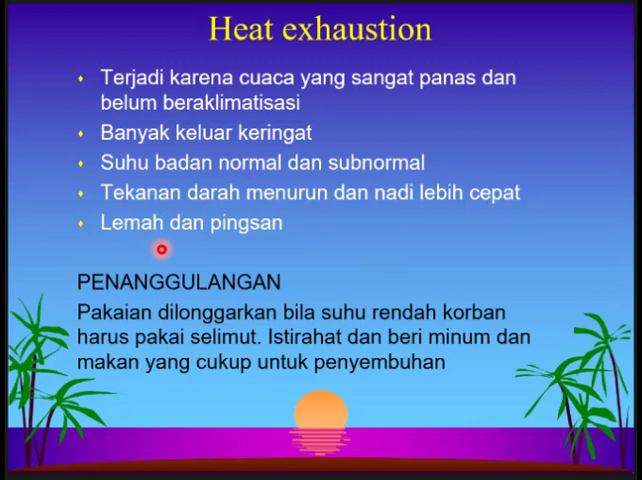 Heat exhaustion
Terjadi karena cuaca yang sangat panas dan
belum beraklimatisasi
Banyak keluar keringat
Suhu badan normal dan subnormal
Tekanan darah menurun dan nadi lebih cepat
Lemah dan pingsan
PENANGGULANGAN
Pakaian dilonggarkan bila suhu rendah korban
harus pakai selimut. Istirahat dan beri minum dan
makan yang cukup untuk penyembuhan